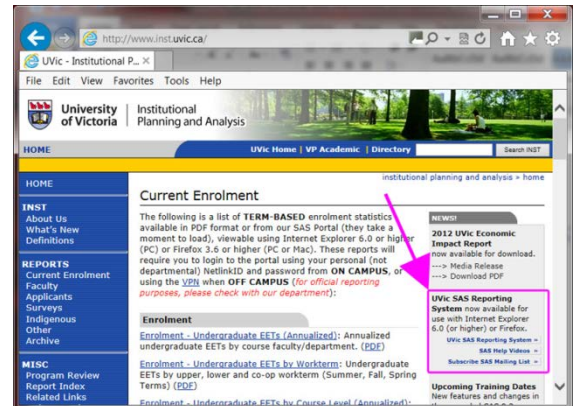 http://www.inst.uvic.ca/
UVic - Institutional P...
File Edit View Favorites Tools Help
University of Victoria
Institutional Planning and Analysis
HOME
UVic Home | VP Academic | Directory
Search INST
institutional planning and analysis » home
HOME
INST
About Us
What's New
Definitions
REPORTS
Current Enrolment
Faculty
Applicants
Surveys
Indigenous
Other
Archive
MISC
Program Review
Report Index
Related Links
Current Enrolment
The following is a list of TERM-BASED enrolment statistics
available in PDF format or from our SAS Portal (they take a
moment to load), viewable using Internet Explorer 6.0 or higher
(PC) or Firefox 3.6 or higher (PC or Mac). These reports will
require you to login to the portal using your personal (not
departmental) NetlinkID and password from ON CAMPUS, or
using the VPN when OFF CAMPUS (for official reporting
purposes, please check with our department):
Enrolment
Enrolment - Undergraduate EETs (Annualized): Annualized
undergraduate EETs by course faculty/department. (PDF)
Enrolment - Undergraduate EETs by Workterm: Undergraduate
EETs by upper, lower and co-op workterm (Summer, Fall, Spring
Terms) (PDF)
Enrolment - Undergraduate EETs by Course Level (Annualized):
NEWS!
2012 UVic Economic
Impact Report
now available for download.
---> Media Release
---> Download PDF
UVic SAS Reporting
System now available for
use with Internet Explorer
6.0 (or higher) or Firefox.
UVic SAS Reporting System »
SAS Help Videos »
Subscribe SAS Mailing List »
Upcoming Training Dates
New features and changes in